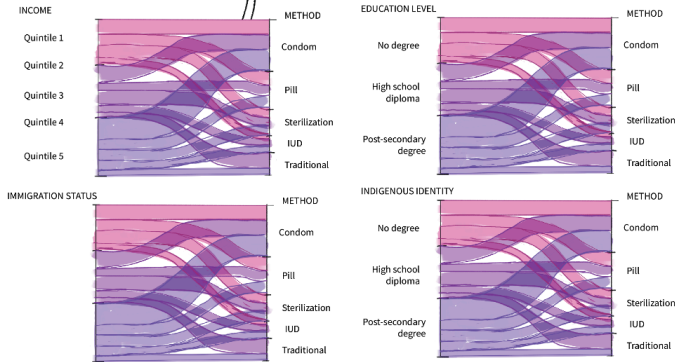 INCOME
METHOD
Quintile 1
Quintile 2
Quintile 3
Quintile 4
Quintile 5
Condom
Pill
Sterilization
IUD
Traditional
EDUCATION LEVEL
METHOD
No degree
High school
diploma
Post-secondary
degree
Condom
Pill
Sterilization
IUD
Traditional
IMMIGRATION STATUS
METHOD
Condom
Pill
Sterilization
IUD
Traditional
INDIGENOUS IDENTITY
METHOD
No degree
High school
diploma
Post-secondary
degree
Condom
Pill
Sterilization
IUD
Traditional